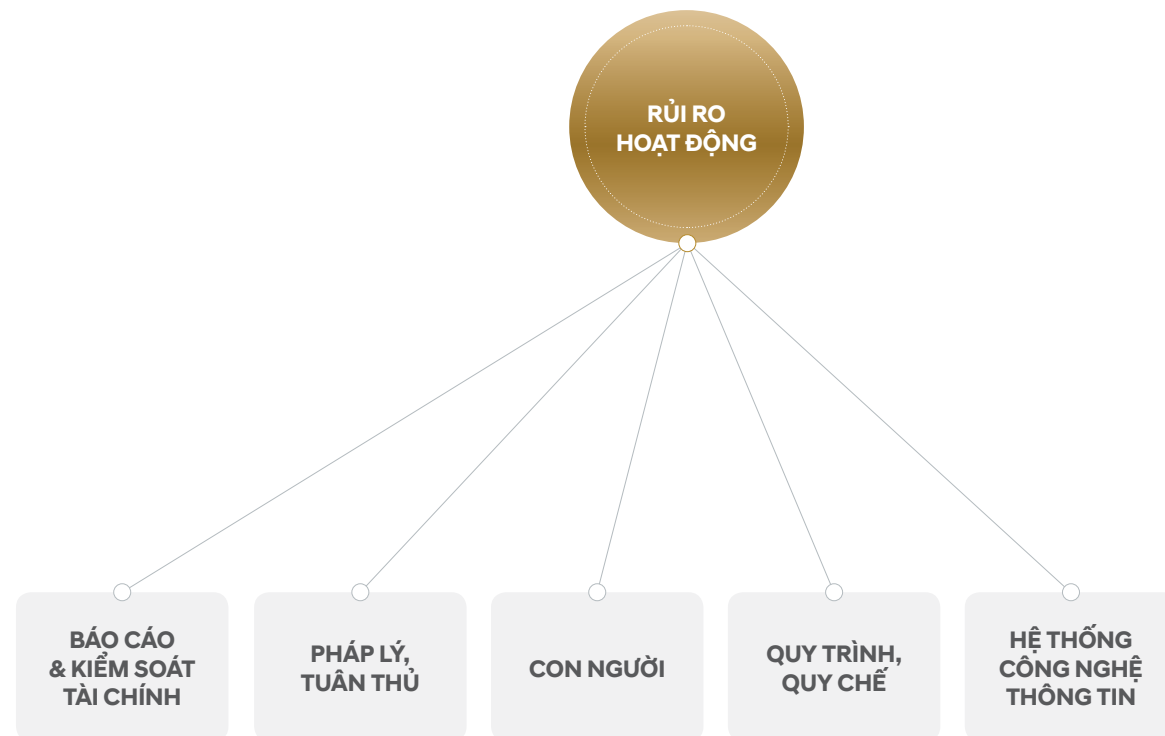 RỦI RO
HOẠT ĐỘNG
BÁO CÁO
& KIỂM SOÁT
TÀI CHÍNH
PHÁP LÝ,
TUÂN THỦ
CON NGƯỜI
QUY TRÌNH,
QUY CHẾ
HỆ THỐNG
CÔNG NGHỆ
THÔNG TIN